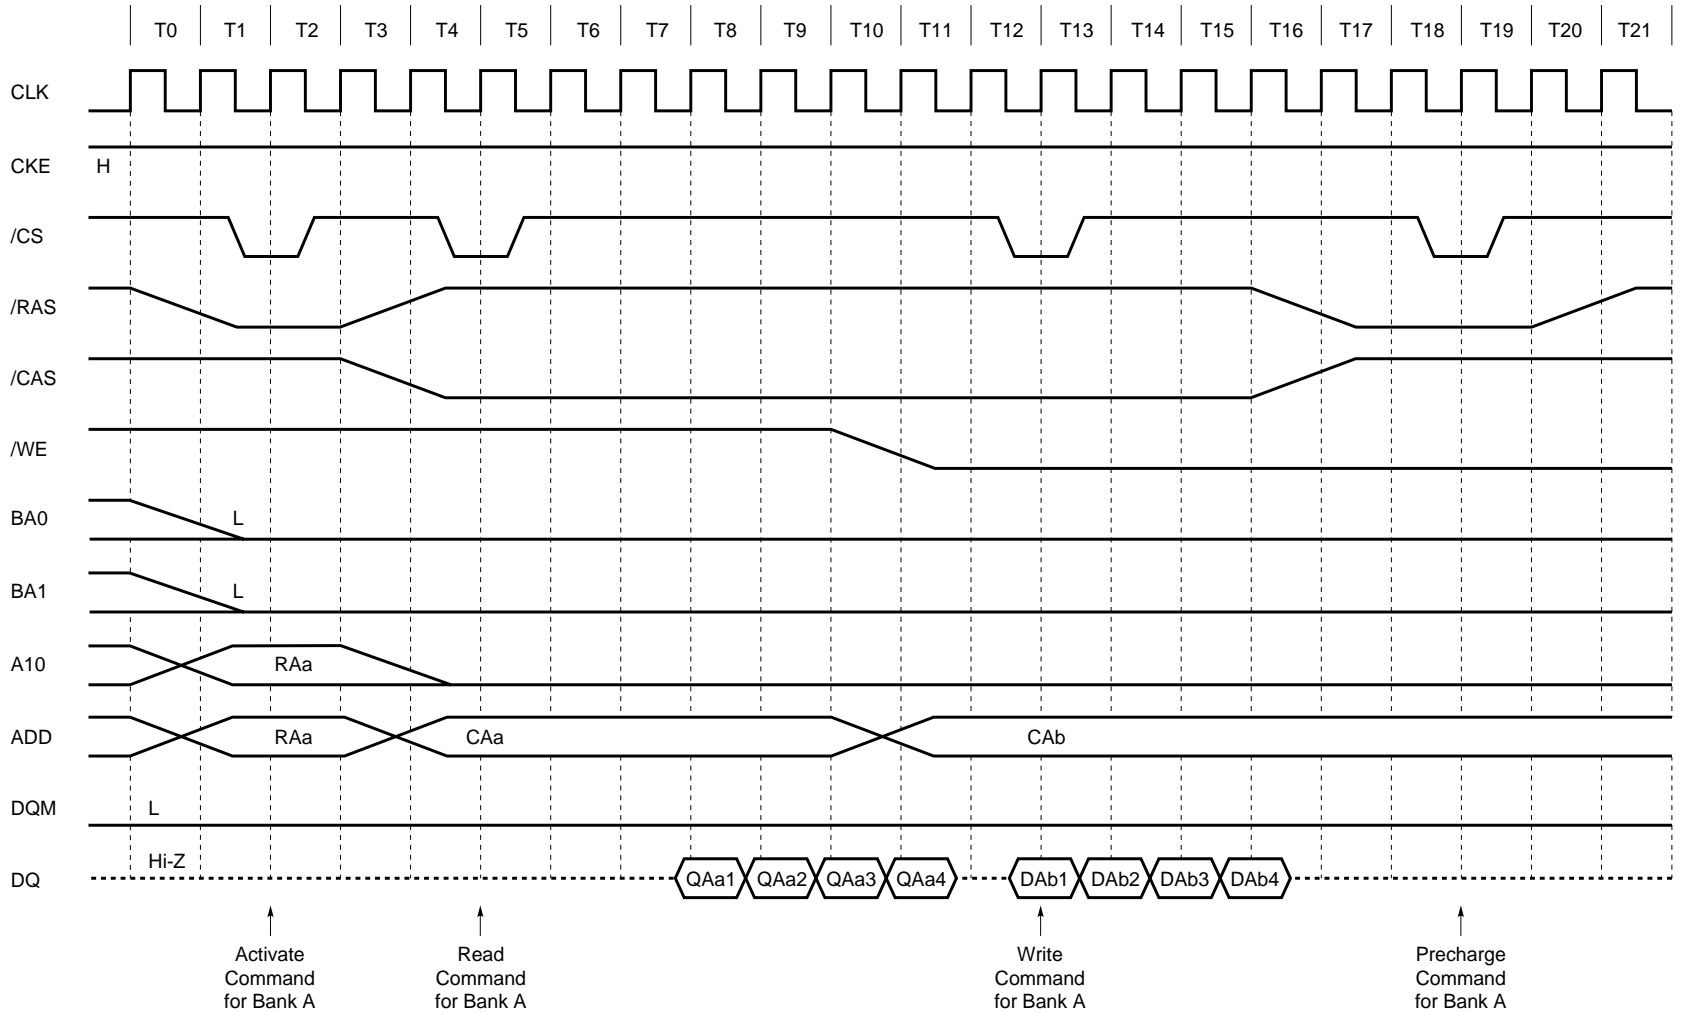 T0 T1 T2 T3 T4 T5 T6 T7 T8 T9 T10 T11 T12 T13 T14 T15 T16 T17 T18 T19 T20 T21
CLK
CKE H
/CS
/RAS
/CAS
/WE
BA0 L
BA1 L
A10 RAa
ADD RAa CAa CAb
DQM L
Hi-Z
DQ QAa1 QAa2 QAa3 QAa4 DAb1 DAb2 DAb3 DAb4
Activate Read Write Precharge
Command Command Command Command
for Bank A for Bank A for Bank A for Bank A